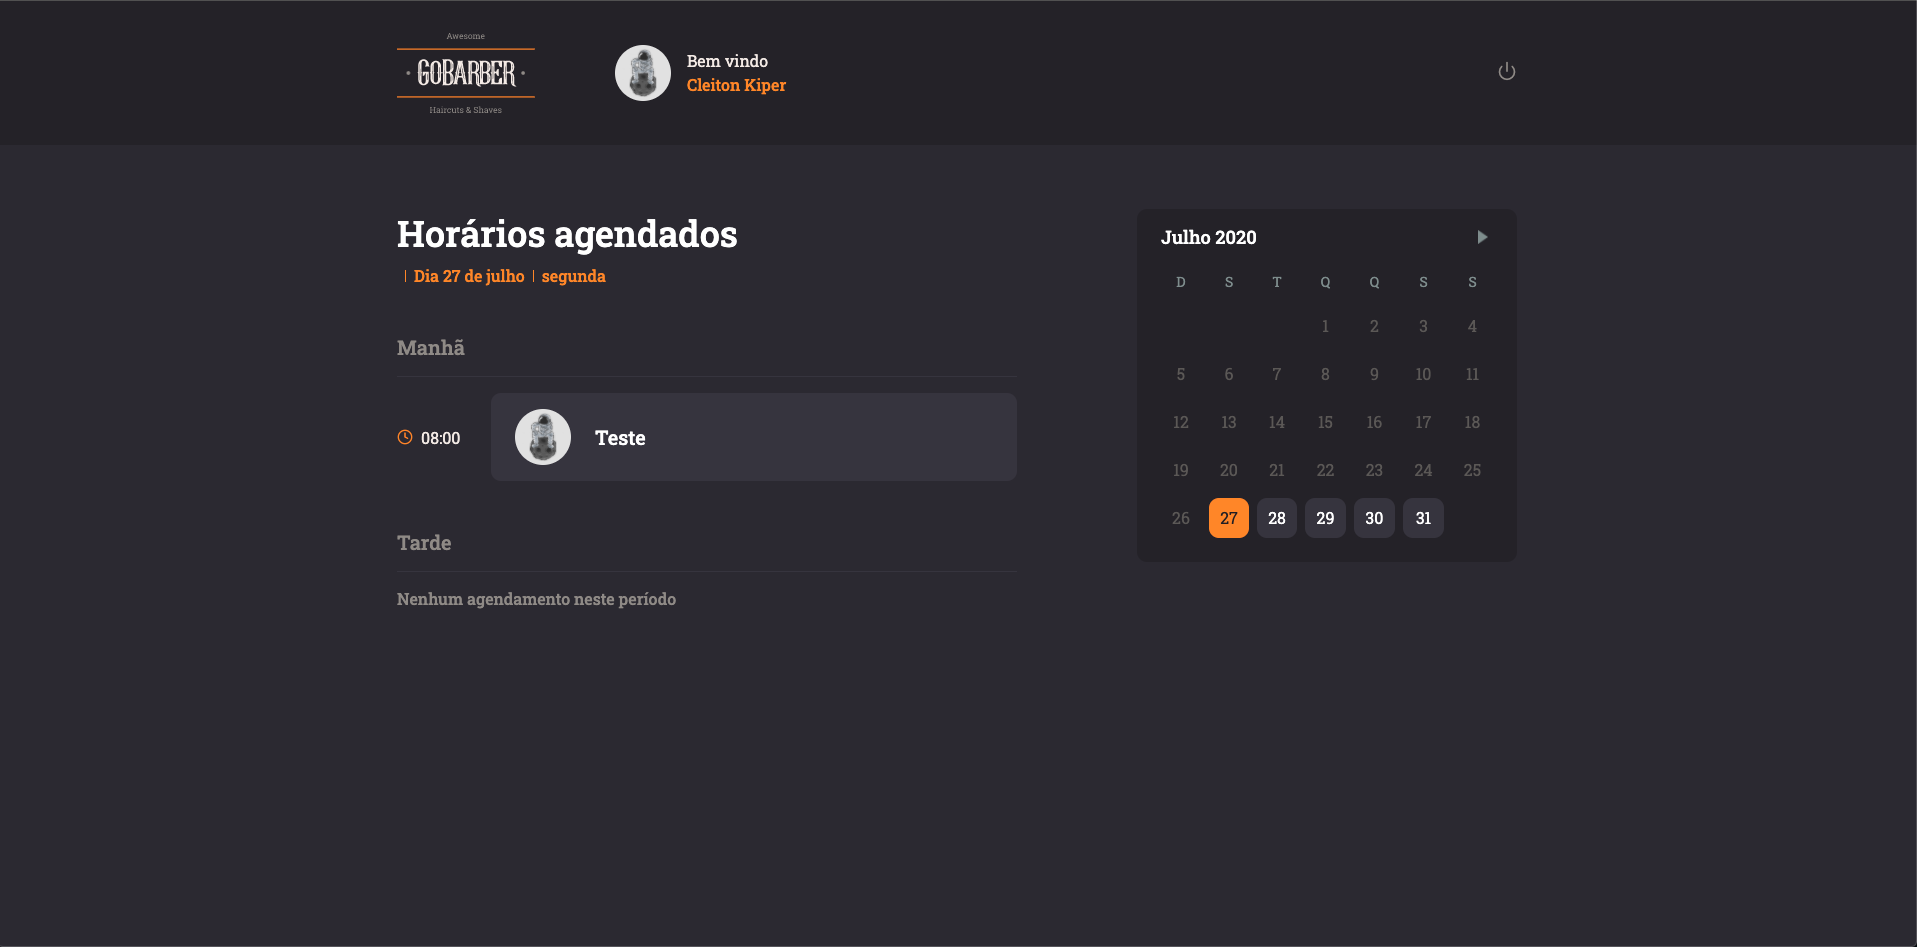 Awesome
GOBARBER
Haircuts & Shaves
Bem vindo
Cleiton Kiper
Horários agendados
| Dia 27 de julho | segunda
Manhã
08:00 Teste
Tarde
Nenhum agendamento neste período
Julho 2020
D S T Q Q S S
1 2 3 4
5 6 7 8 9 10 11
12 13 14 15 16 17 18
19 20 21 22 23 24 25
26 27 28 29 30 31